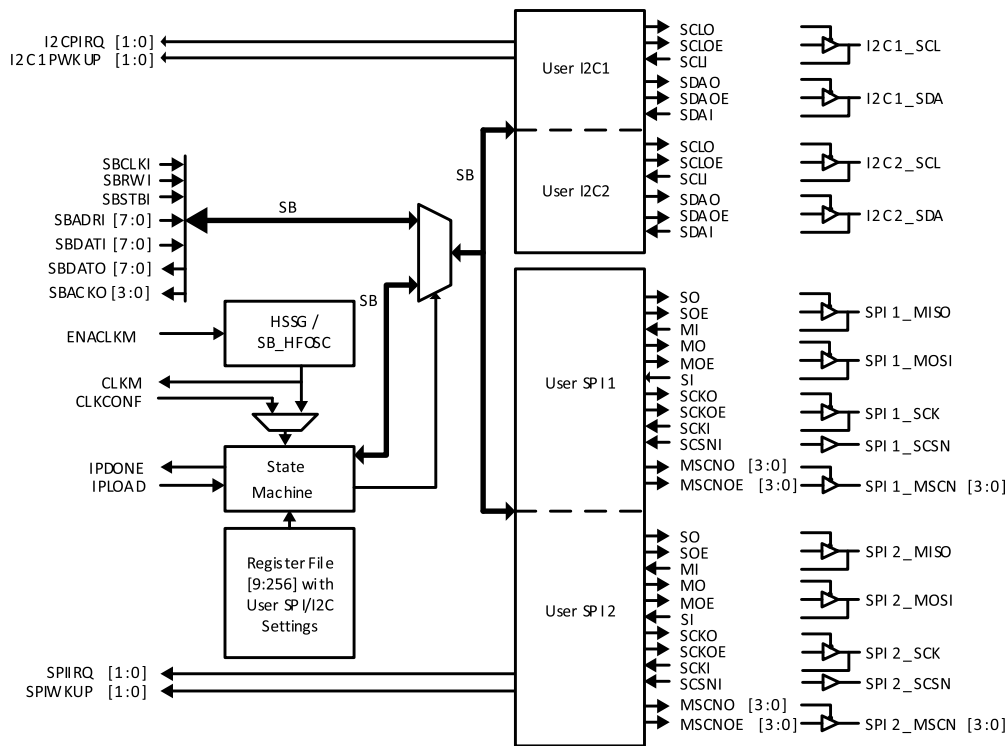 I2CPIRQ [1:0]
I2C1PWKUP [1:0]
SBCLKI
SBRWI
SBSTBI
SBADRI [7:0]
SBDATI [7:0]
SBDATO [7:0]
SBACKO [3:0]
SB
SB
SB
ENACLKM
HSSG /
SB_HFOSC
CLKM
CLKCONF
IPDONE
IPLOAD
State
Machine
Register File
[9:256] with
User SPI/I2C
Settings
SPIIRQ [1:0]
SPIWKUP [1:0]
User I2C1
User I2C2
User SPI1
User SPI2
SCLO
SCLOE
SCLI
SDAO
SDAOE
SDAI
SCLO
SCLOE
SCLI
SDAO
SDAOE
SDAI
SO
SOE
MI
MO
MOE
SI
SCKO
SCKOE
SCKI
SCSNI
MSCNO [3:0]
MSCNOE [3:0]
SO
SOE
MI
MO
MOE
SI
SCKO
SCKOE
SCKI
SCSNI
MSCNO [3:0]
MSCNOE [3:0]
I2C1_SCL
I2C1_SDA
I2C2_SCL
I2C2_SDA
SPI1_MISO
SPI1_MOSI
SPI1_SCK
SPI1_SCSN
SPI1_MSCN [3:0]
SPI2_MISO
SPI2_MOSI
SPI2_SCK
SPI2_SCSN
SPI2_MSCN [3:0]